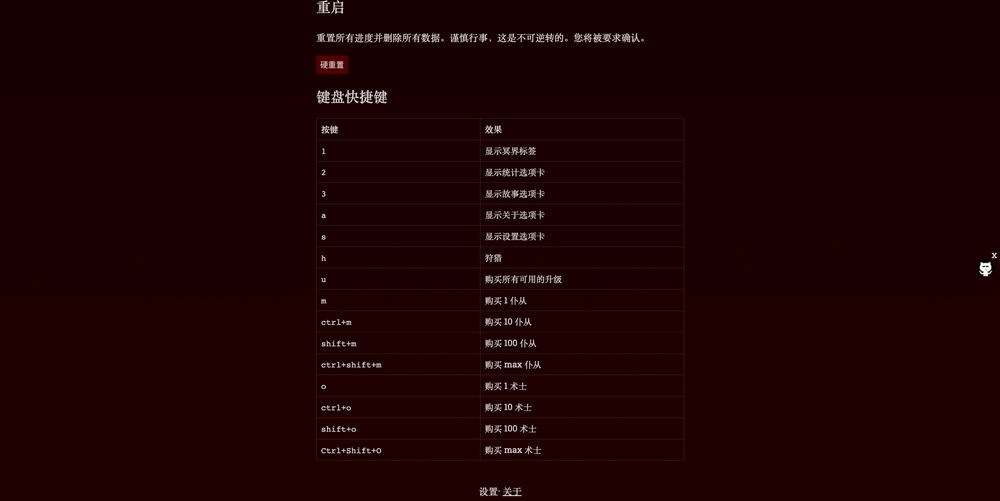 重启
重置所有进度并删除所有数据。谨慎行事，这是不可逆转的。您将被要求确认。
硬重置
键盘快捷键
按键 效果
1 显示冥界标签
2 显示统计选项卡
3 显示故事选项卡
a 显示关于选项卡
s 显示设置选项卡
h 狩猎
u 购买所有可用的升级
m 购买 1 仆从
ctrl+m 购买 10 仆从
shift+m 购买 100 仆从
ctrl+shift+m 购买 max 仆从
o 购买 1 术士
ctrl+o 购买 10 术士
shift+o 购买 100 术士
Ctrl+Shift+O 购买 max 术士
x
设置· 关于